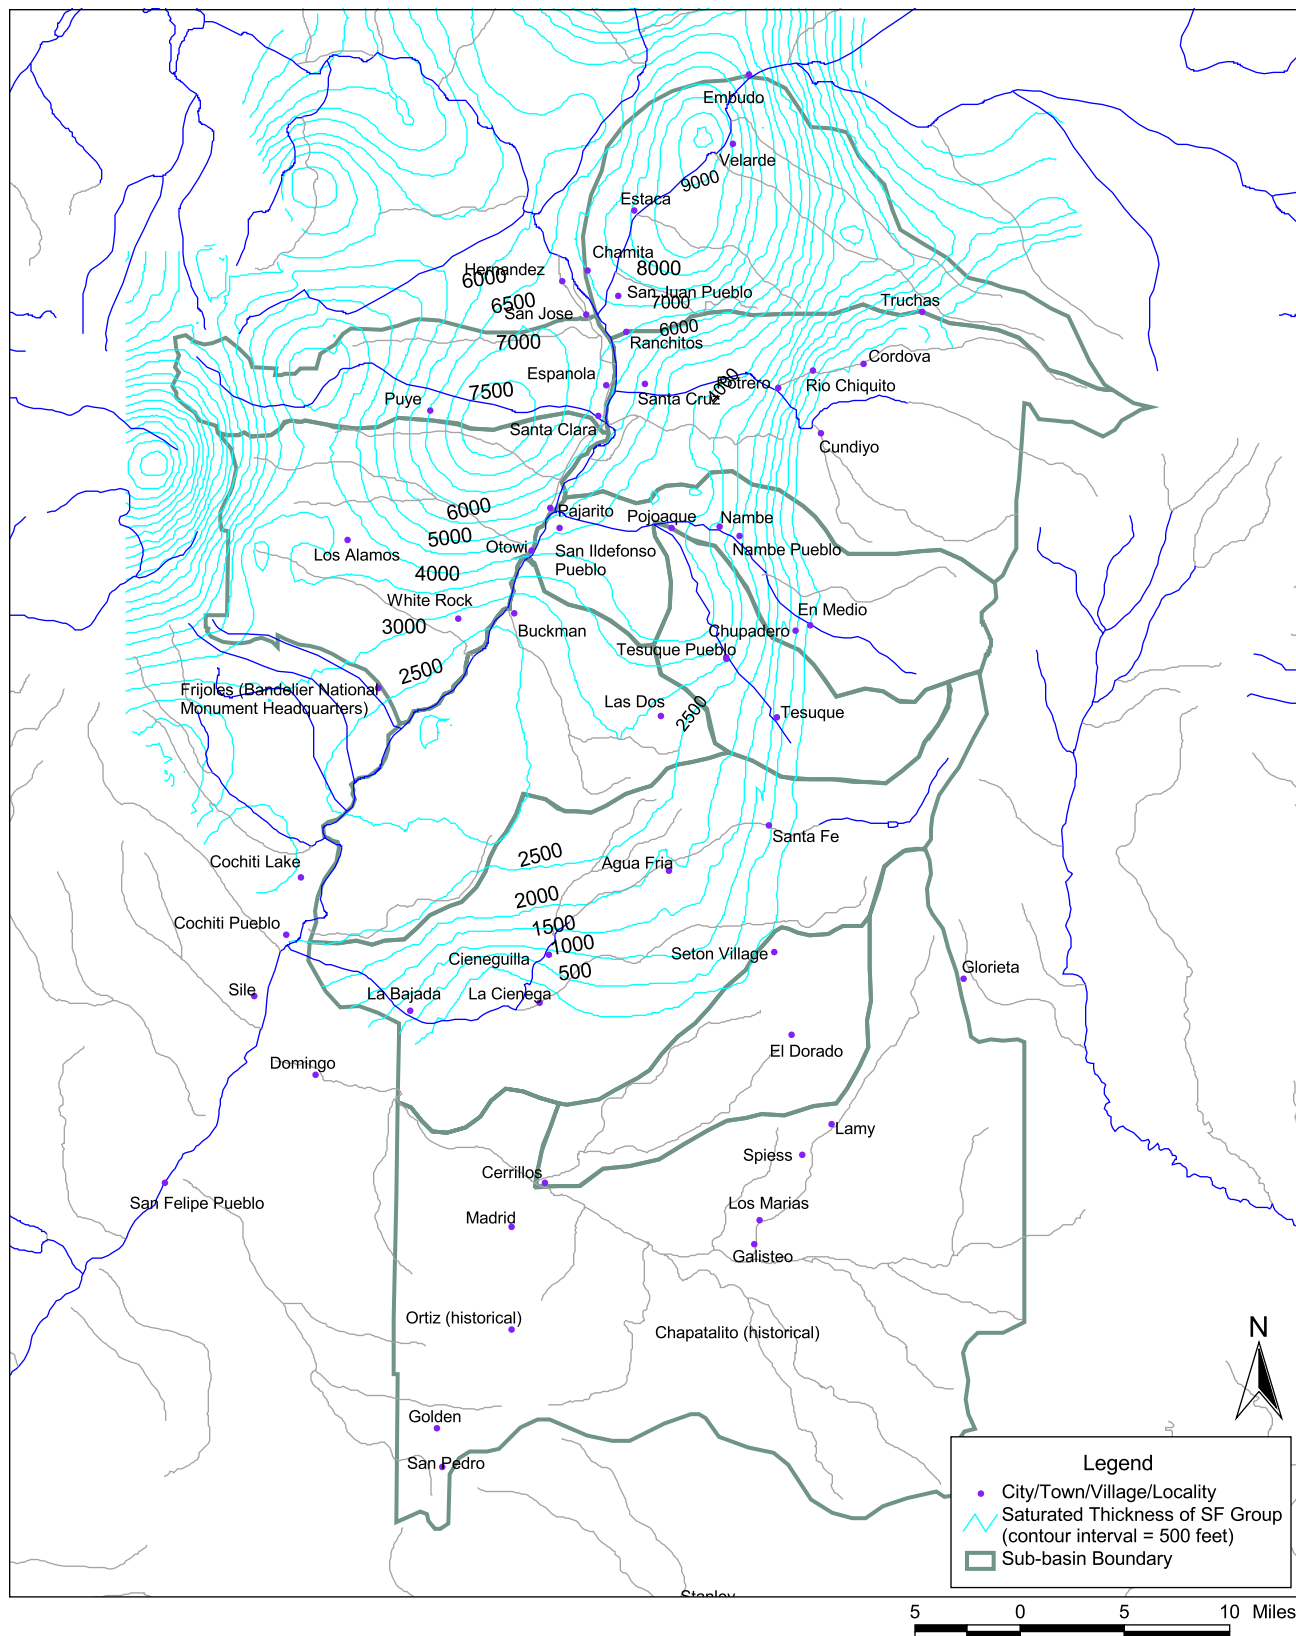 Embudo
Velarde
9000
Estaca
Chamita
Hernandez
6000
8000
San Juan Pueblo
7000
6500
San Jose
Truchas
6000
Ranchitos
7000
Cordova
Espanola
4000
Potrero
Rio Chiquito
7500
Puye
Santa Cruz
Santa Clara
Cundiyo
6000
Pajarito
Pojoaque
Nambe
5000
Otowi
San Ildefonso
Pueblo
Nambe Pueblo
Los Alamos
4000
White Rock
En Medio
3000
Buckman
Chupadero
Tesuque Pueblo
2500
Frijoles (Bandelier National
Monument Headquarters)
Las Dos
2500
Tesuque
Santa Fe
2500
Agua Fria
Cochiti Lake
2000
Cochiti Pueblo
1500
1000
Cieneguilla
500
Seton Village
Glorieta
Sile
La Bajada
La Cienega
El Dorado
Domingo
Lamy
Spiess
Cerrillos
San Felipe Pueblo
Los Marias
Madrid
Galisteo
Ortiz (historical)
Chapatalito (historical)
N
Golden
San Pedro
Legend
City/Town/Village/Locality
Saturated Thickness of SF Group
(contour interval = 500 feet)
Sub-basin Boundary
Stanley
5 0 5 10 Miles